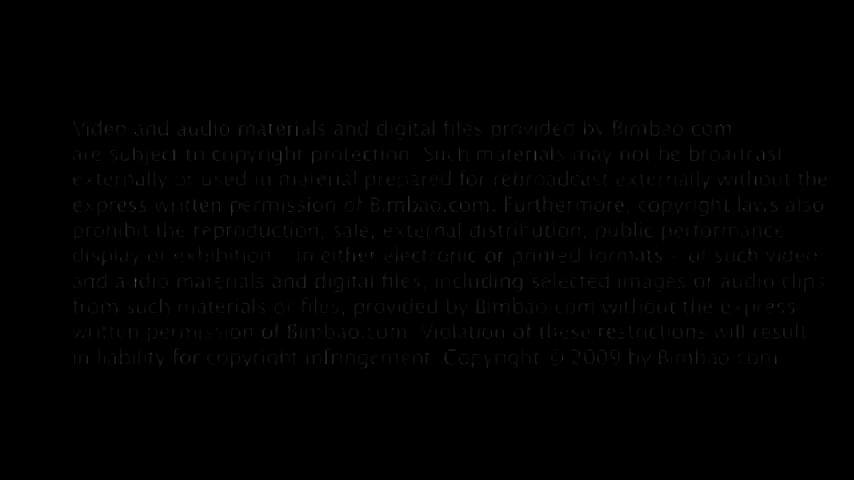 Video and audio materials and digital files provided by Bimbao.com
are subject to copyright protection. Such materials may not be broadcast
externally or used in material prepared for rebroadcast externally without the
express written permission of Bimbao.com. Furthermore, copyright laws also
prohibit the reproduction, sale, external distribution, public performance
display or exhibition - in either electronic or printed formats - of such video
and audio materials and digital files, including selected images or audio clips
from such materials or files, provided by Bimbao.com without the express
written permission of Bimbao.com. Violation of these restrictions will result
in liability for copyright infringement. Copyright © 2009 by Bimbao.com